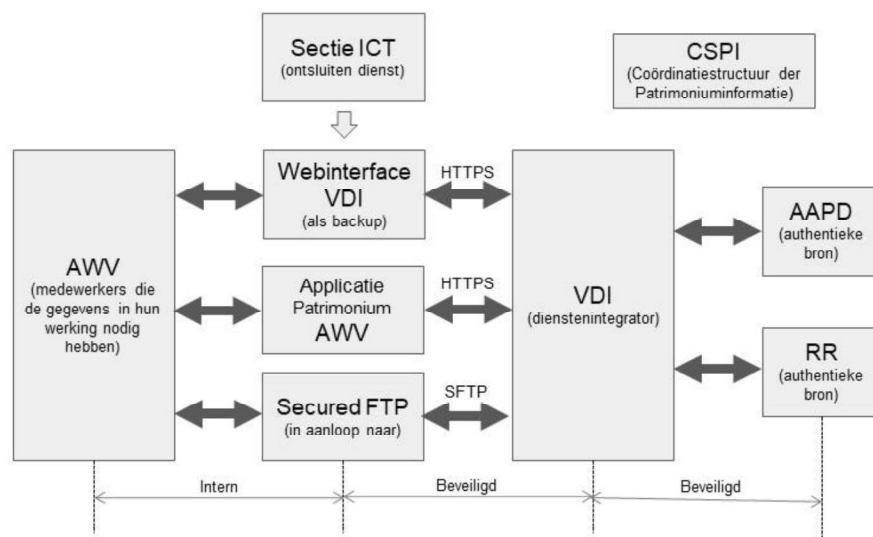 Sectie ICT
(ontsluiten dienst)
CSPI
(Coördinatiestructuur der
Patrimoniuminformatie)
AWV
(medewerkers die
de gegevens in hun
werking nodig
hebben)
Webinterface
VDI
(als backup)
HTTPS
Applicatie
Patrimonium
AWV
HTTPS
Secured FTP
(in aanloop naar)
SFTP
VDI
(dienstenintegrator)
AAPD
(authentieke
bron)
RR
(authentieke
bron)
Intern
Beveiligd
Beveiligd